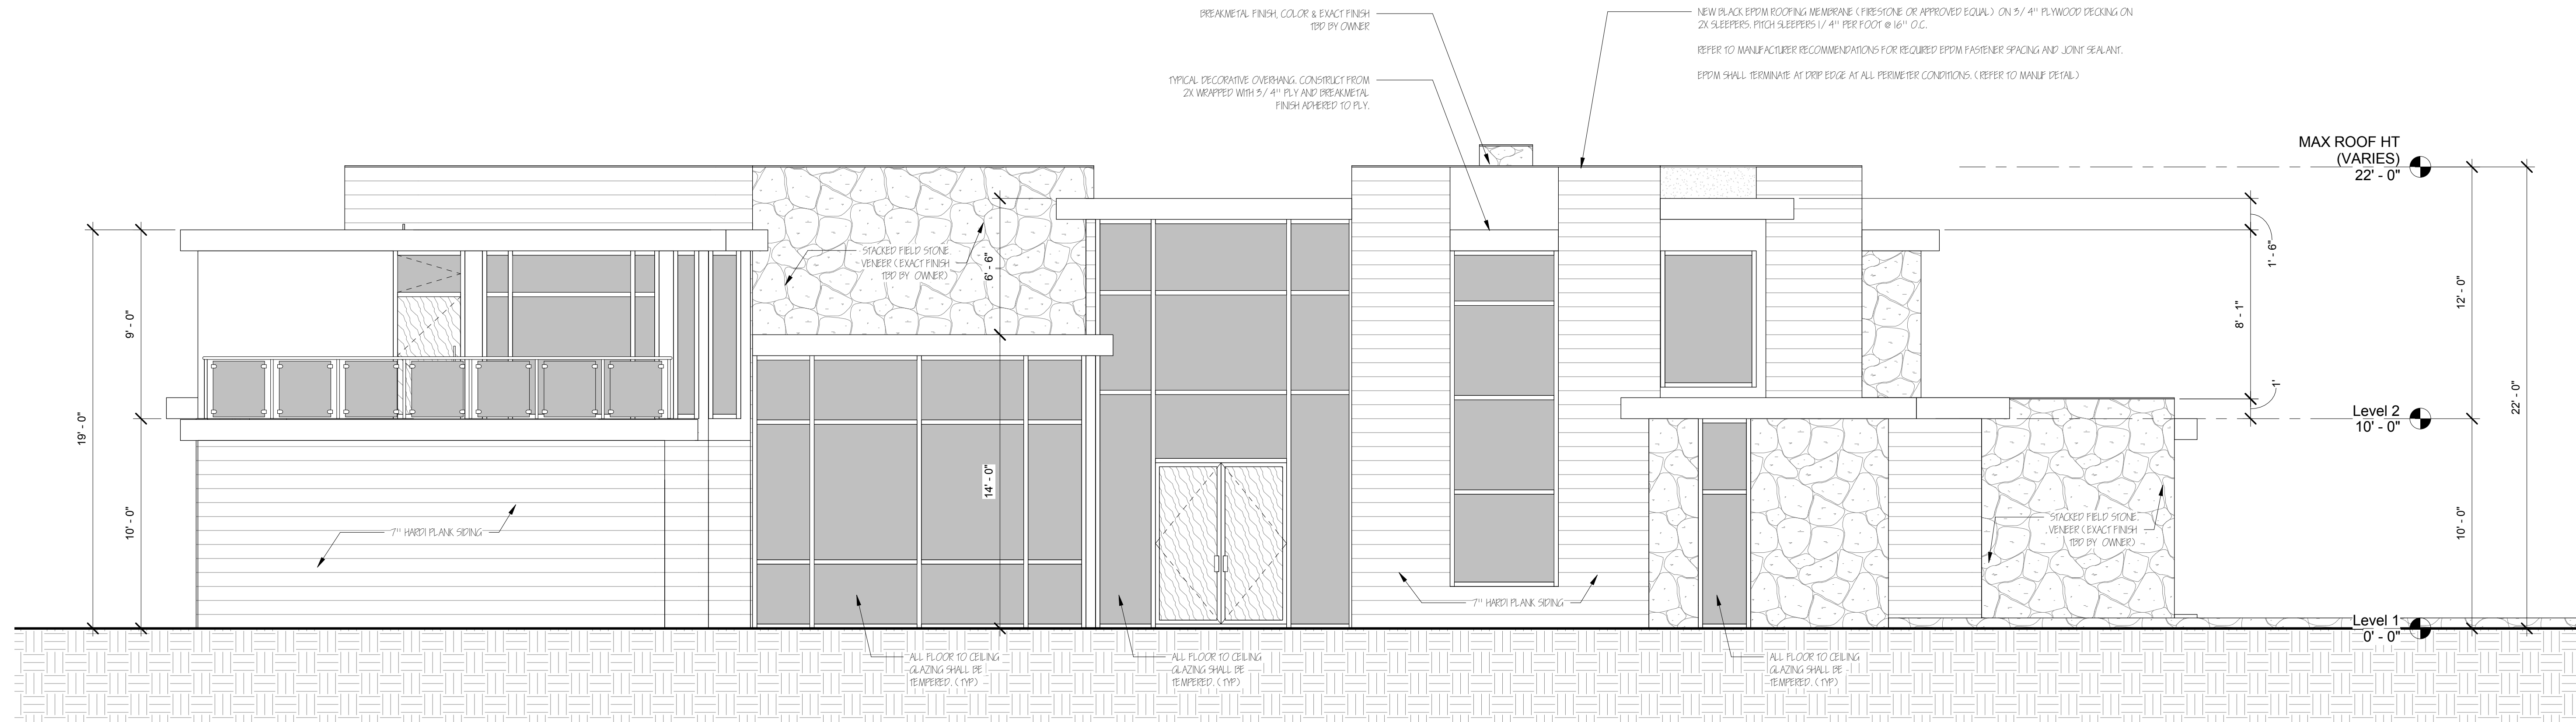 BREAKMETAL FINISH, COLOR & EXACT FINISH
TBD BY OWNER
NEW BLACK EPDM ROOFING MEMBRANE (FIRESTONE OR APPROVED EQUAL) ON 3/4" PLYWOOD DECKING ON
2X SLEEPERS. PITCH SLEEPERS 1/4" PER FOOT @ 16" O.C.
REFER TO MANUFACTURER RECOMMENDATIONS FOR REQUIRED EPDM FASTENER SPACING AND JOINT SEALANT.
EPDM SHALL TERMINATE AT DRIP EDGE AT ALL PERIMETER CONDITIONS. (REFER TO MANUF DETAIL)
TYPICAL DECORATIVE OVERHANG. CONSTRUCT FROM
2X WRAPPED WITH 3/4" PLY AND BREAKMETAL
FINISH ADHERED TO PLY.
MAX ROOF HT
(VARIES)
22' - 0"
STACKED FIELD STONE
VENEER (EXACT FINISH
TBD BY OWNER)
6' - 6"
14' - 0"
19' - 0"
9' - 0"
10' - 0"
7" HARDI PLANK SIDING
7" HARDI PLANK SIDING
1' - 6"
8' - 1"
1'
12' - 0"
22' - 0"
10' - 0"
Level 2
10' - 0"
STACKED FIELD STONE
VENEER (EXACT FINISH
TBD BY OWNER)
Level 1
0' - 0"
ALL FLOOR TO CEILING
GLAZING SHALL BE
TEMPERED. (TYP)
ALL FLOOR TO CEILING
GLAZING SHALL BE
TEMPERED. (TYP)
ALL FLOOR TO CEILING
GLAZING SHALL BE
TEMPERED. (TYP)